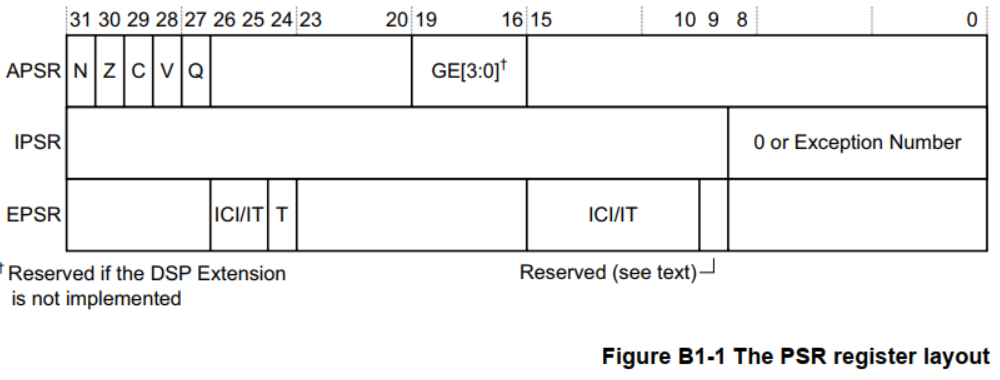 31 30 29 28 27 26 25 24 23 20 19 16 15 10 9 8 0
APSR N Z C V Q GE[3:0]†
IPSR 0 or Exception Number
EPSR ICI/IT T ICI/IT
† Reserved if the DSP Extension
is not implemented
Reserved (see text)
Figure B1-1 The PSR register layout